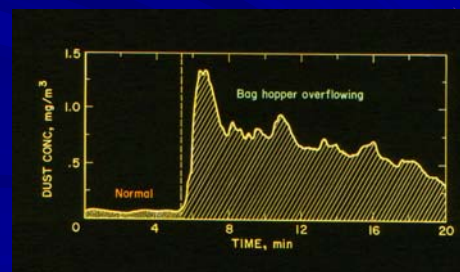 DUST CONC, mg/m³
1.5
1.0
.5
Bag hopper overflowing
Normal
0 4 8 12 16 20
TIME, min